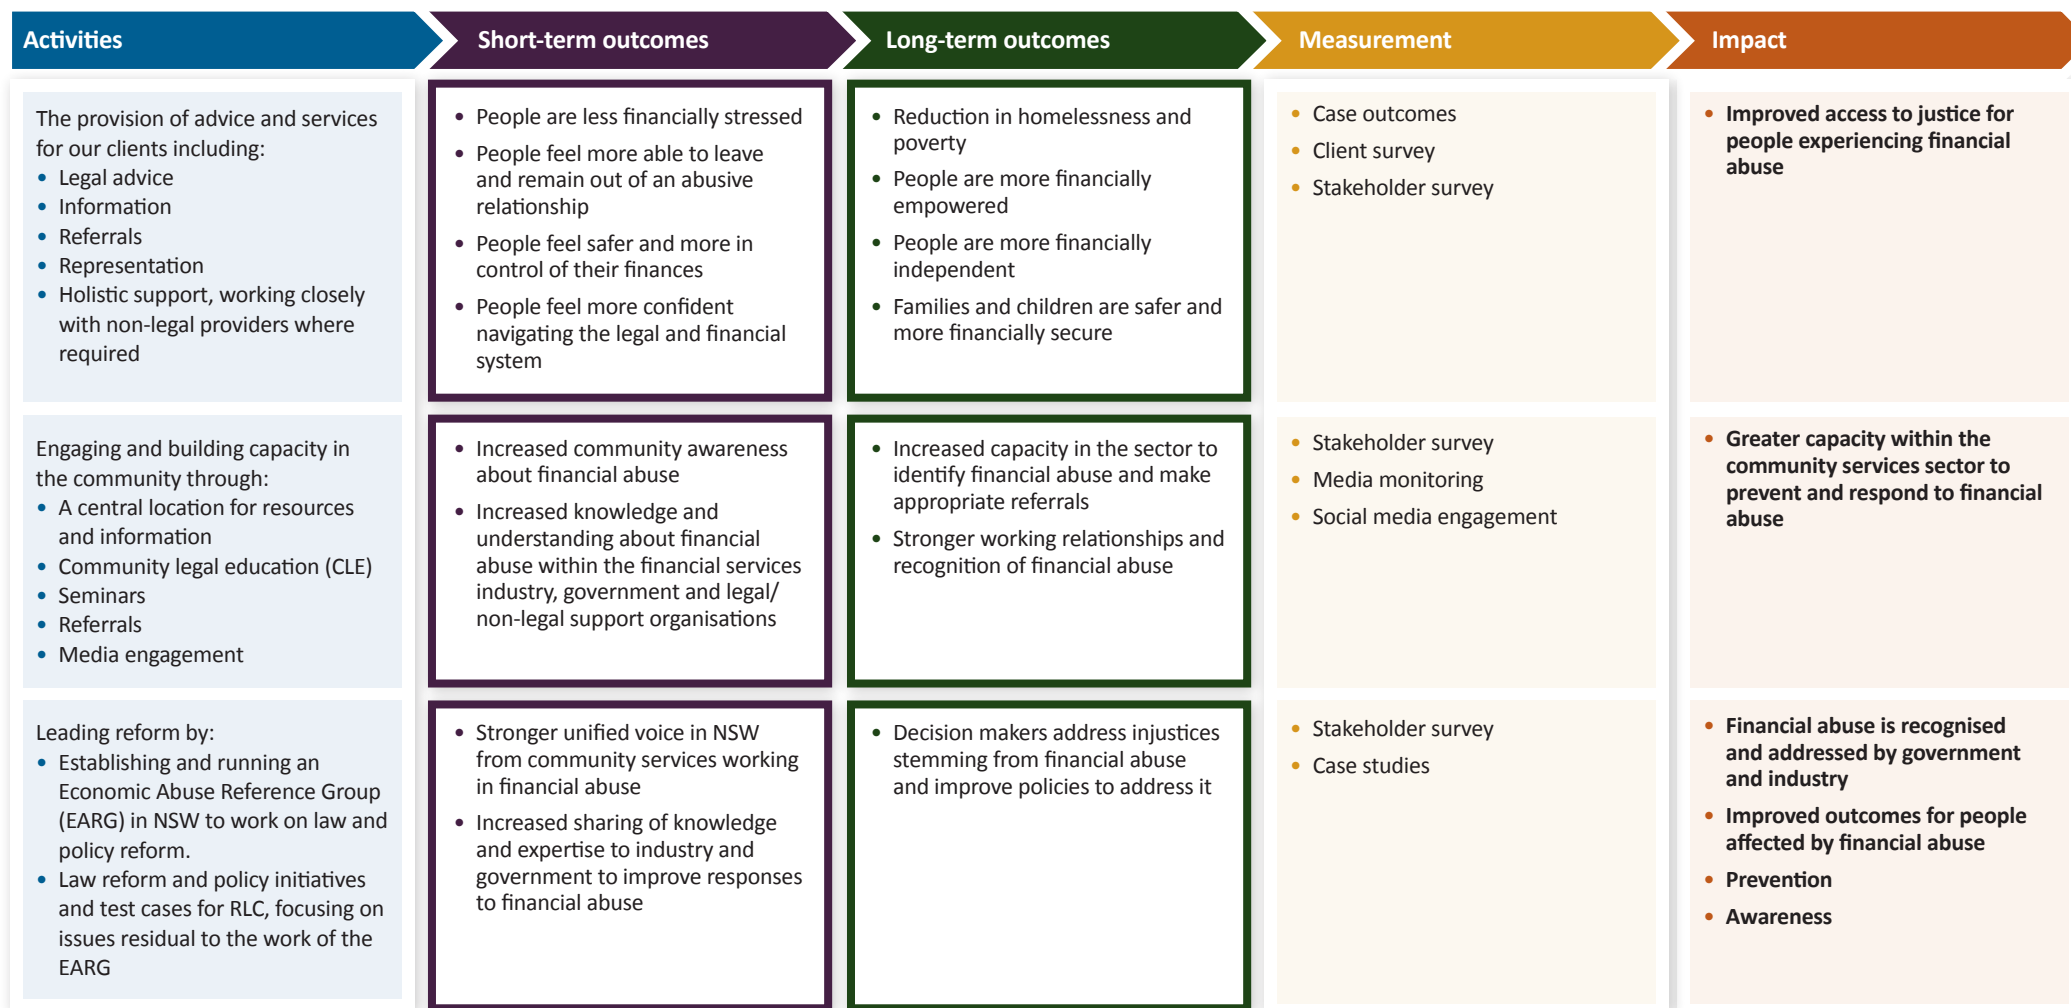 Activities
Short-term outcomes
Long-term outcomes
Measurement
Impact
The provision of advice and services
for our clients including:
• Legal advice
• Information
• Referrals
• Representation
• Holistic support, working closely
with non-legal providers where
required
• People are less financially stressed
• People feel more able to leave
and remain out of an abusive
relationship
• People feel safer and more in
control of their finances
• People feel more confident
navigating the legal and financial
system
• Reduction in homelessness and
poverty
• People are more financially
empowered
• People are more financially
independent
• Families and children are safer and
more financially secure
• Case outcomes
• Client survey
• Stakeholder survey
• Improved access to justice for
people experiencing financial
abuse
Engaging and building capacity in
the community through:
• A central location for resources
and information
• Community legal education (CLE)
• Seminars
• Referrals
• Media engagement
• Increased community awareness
about financial abuse
• Increased knowledge and
understanding about financial
abuse within the financial services
industry, government and legal/
non-legal support organisations
• Increased capacity in the sector to
identify financial abuse and make
appropriate referrals
• Stronger working relationships and
recognition of financial abuse
• Stakeholder survey
• Media monitoring
• Social media engagement
• Greater capacity within the
community services sector to
prevent and respond to financial
abuse
Leading reform by:
• Establishing and running an
Economic Abuse Reference Group
(EARG) in NSW to work on law and
policy reform.
• Law reform and policy initiatives
and test cases for RLC, focusing on
issues residual to the work of the
EARG
• Stronger unified voice in NSW
from community services working
in financial abuse
• Increased sharing of knowledge
and expertise to industry and
government to improve responses
to financial abuse
• Decision makers address injustices
stemming from financial abuse
and improve policies to address it
• Stakeholder survey
• Case studies
• Financial abuse is recognised
and addressed by government
and industry
• Improved outcomes for people
affected by financial abuse
• Prevention
• Awareness